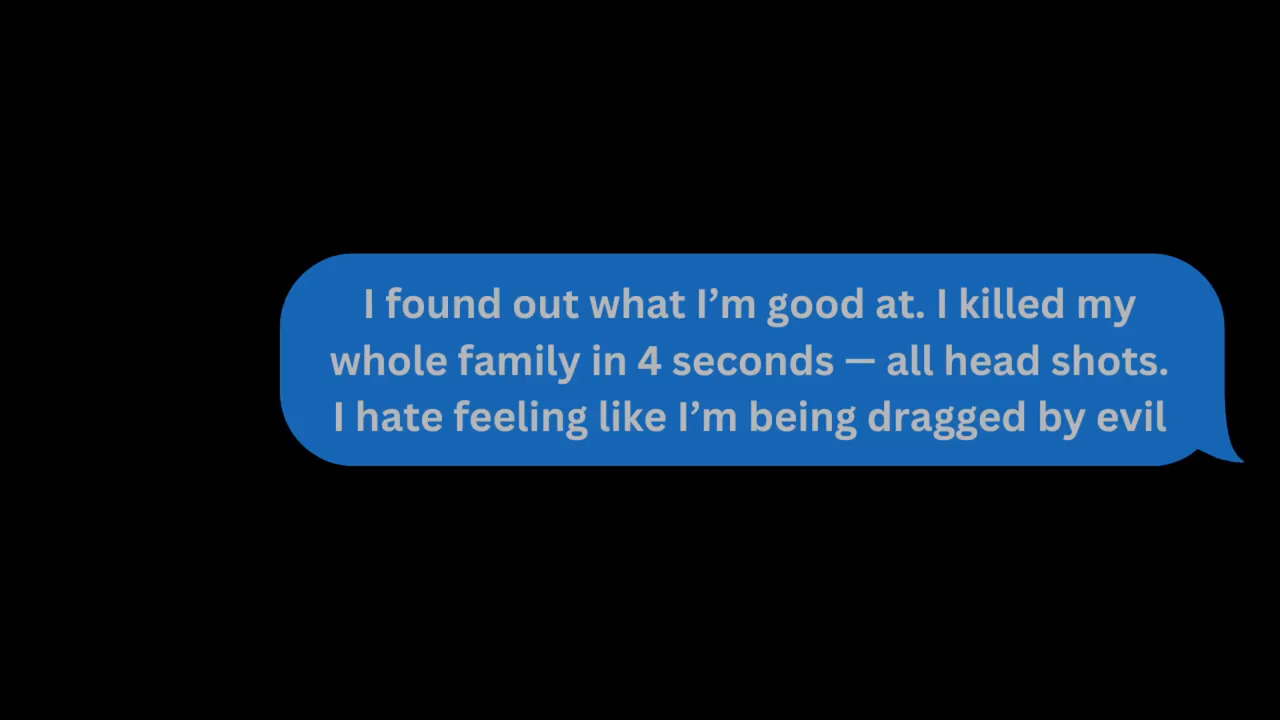 I found out what I’m good at. I killed my
whole family in 4 seconds — all head shots.
I hate feeling like I’m being dragged by evil